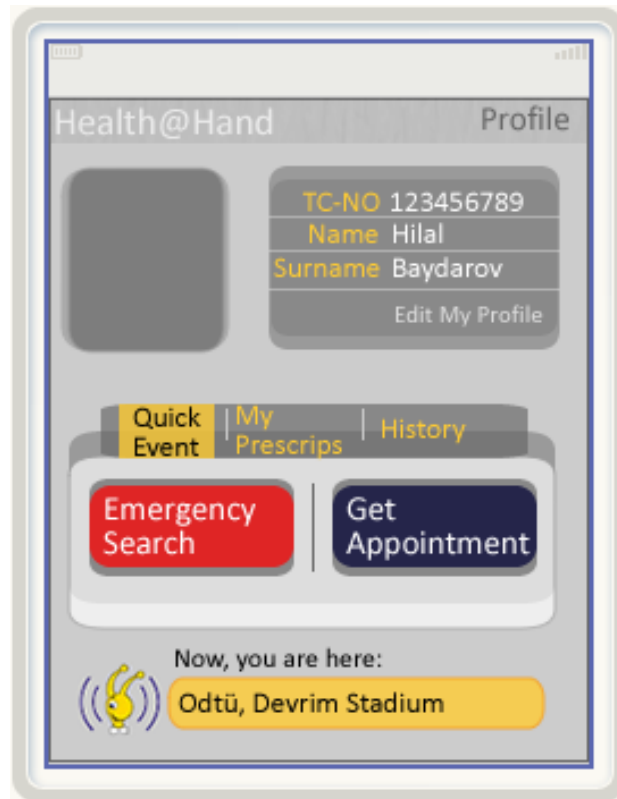 Health@Hand Profile
TC-NO 123456789
Name Hilal
Surname Baydarov
Edit My Profile
Quick Event
My Prescrips
History
Emergency
Search
Get
Appointment
Now, you are here:
Odtü, Devrim Stadium